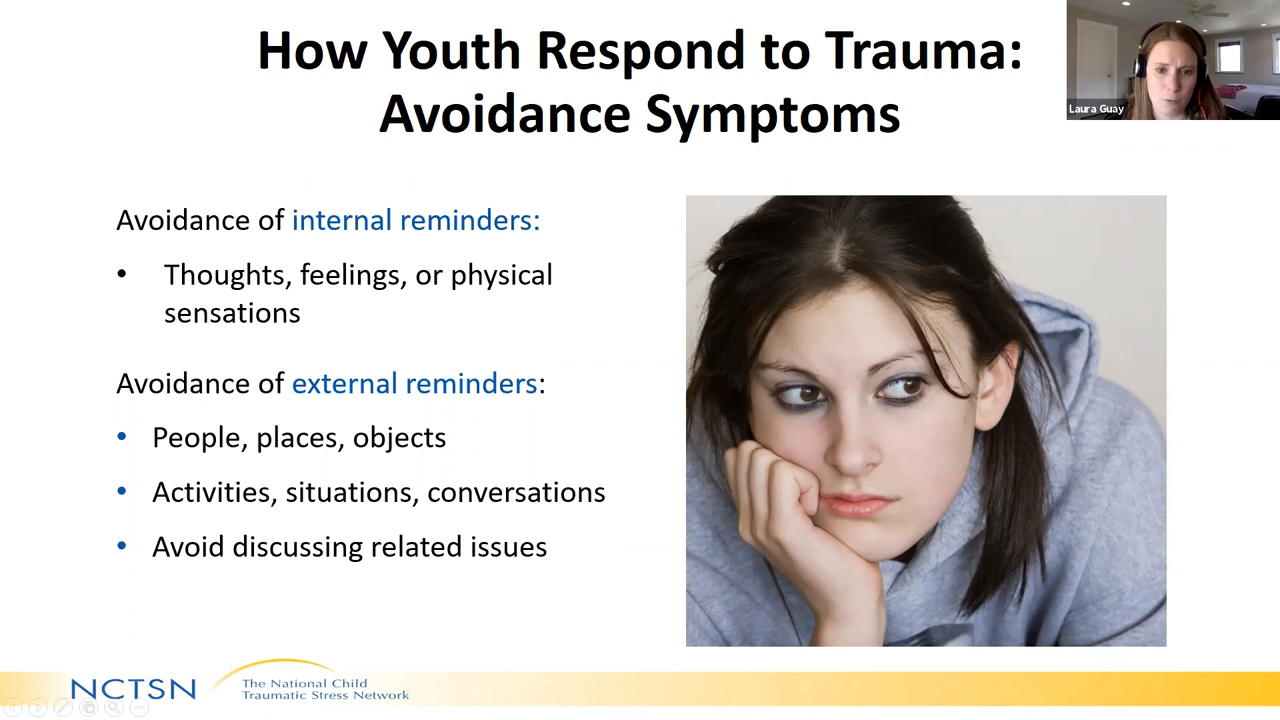 How Youth Respond to Trauma:
Avoidance Symptoms
Laura Guay
Avoidance of internal reminders:
• Thoughts, feelings, or physical
sensations
Avoidance of external reminders:
• People, places, objects
• Activities, situations, conversations
• Avoid discussing related issues
NCTSN
The National Child
Traumatic Stress Network